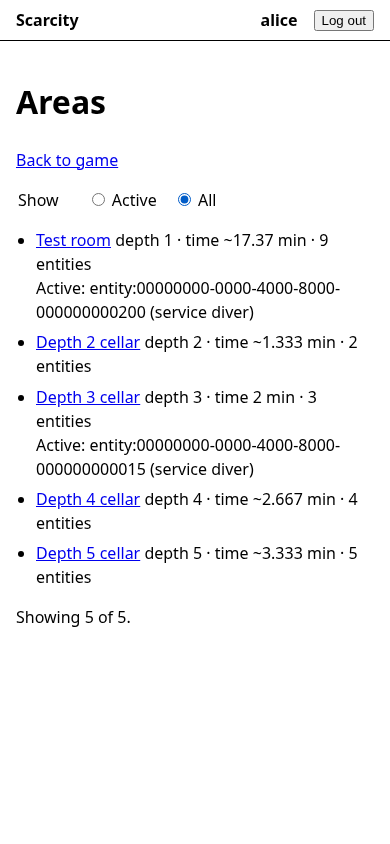 Scarcity alice Log out
Areas
Back to game
Show Active All
Test room depth 1 · time ~17.37 min · 9
entities
Active: entity:00000000-0000-4000-8000-
000000000200 (service diver)
Depth 2 cellar depth 2 · time ~1.333 min · 2
entities
Depth 3 cellar depth 3 · time 2 min · 3
entities
Active: entity:00000000-0000-4000-8000-
000000000015 (service diver)
Depth 4 cellar depth 4 · time ~2.667 min · 4
entities
Depth 5 cellar depth 5 · time ~3.333 min · 5
entities
Showing 5 of 5.